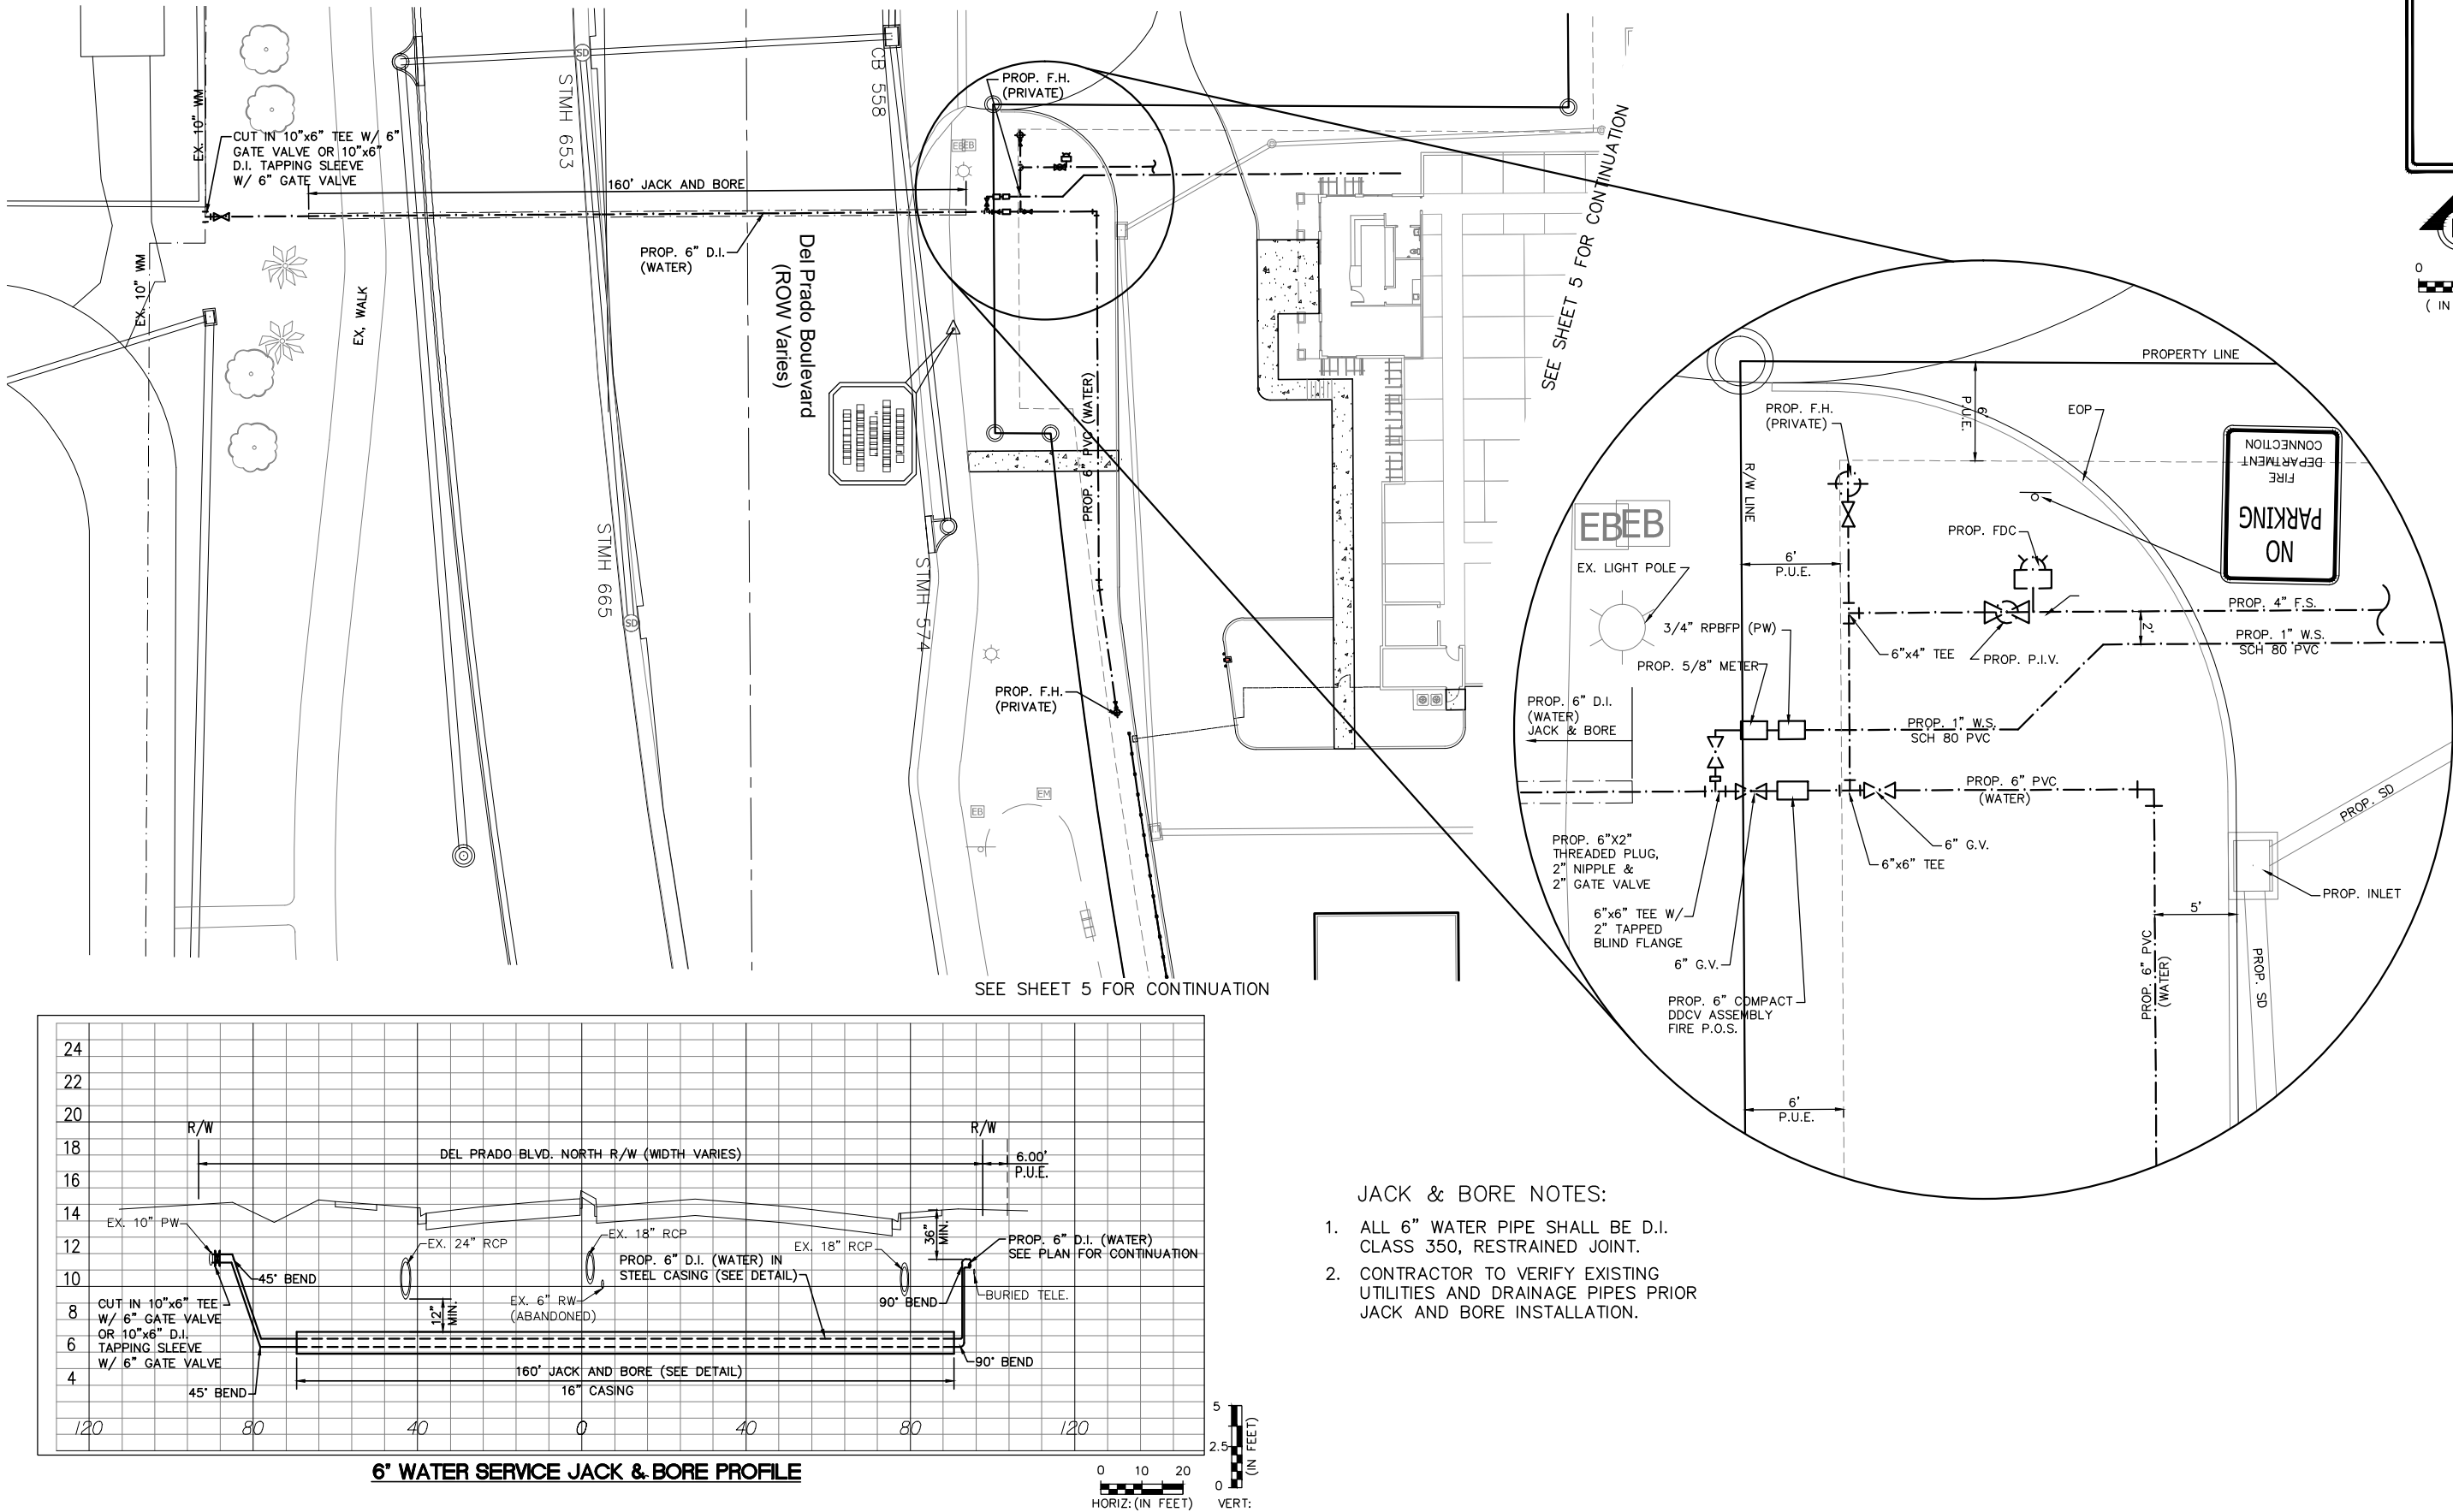 EX. 10" WM
CUT IN 10"x6" TEE W/ 6"
GATE VALVE OR 10"x6"
D.I. TAPPING SLEEVE
W/ 6" GATE VALVE
EX. 10" WM
EX. WALK
STMH 653
CB 558
160' JACK AND BORE
PROP. 6" D.I.
(WATER)
Del Prado Boulevard
(ROW Varies)
STMH 665
STMH 574
SD
SD
PROP. F.H.
(PRIVATE)
EB
EB
PROP. 6" PVC (WATER)
PROP. F.H.
(PRIVATE)
EB
EM
SEE SHEET 5 FOR CONTINUATION
SEE SHEET 5 FOR CONTINUATION
0
( IN
PROPERTY LINE
6'
P.U.E.
PROP. F.H.
(PRIVATE)
EOP
NO
PARKING
FIRE
DEPARTMENT
CONNECTION
R/W LINE
EB
EB
PROP. FDC
6'
P.U.E.
EX. LIGHT POLE
PROP. 4" F.S.
2'
3/4" RPBFP (PW)
PROP. 1" W.S.
SCH 80 PVC
6"x4" TEE
PROP. P.I.V.
PROP. 5/8" METER
PROP. 6" D.I.
(WATER)
JACK & BORE
PROP. 1" W.S.
SCH 80 PVC
PROP. 6" PVC
(WATER)
PROP. SD
PROP. 6"X2"
THREADED PLUG,
2" NIPPLE &
2" GATE VALVE
6" G.V.
6"x6" TEE
PROP. INLET
6"x6" TEE W/
2" TAPPED
BLIND FLANGE
5'
6" G.V.
PROP. 6" PVC
(WATER)
PROP. SD
PROP. 6" COMPACT
DDCV ASSEMBLY
FIRE P.O.S.
6'
P.U.E.
24
22
20
18
16
14
12
10
8
6
4
R/W
R/W
DEL PRADO BLVD. NORTH R/W (WIDTH VARIES)
6.00'
P.U.E.
EX. 10" PW
EX. 24" RCP
EX. 18" RCP
EX. 18" RCP
36"
MIN.
PROP. 6" D.I. (WATER)
SEE PLAN FOR CONTINUATION
PROP. 6" D.I. (WATER) IN
STEEL CASING (SEE DETAIL)
45° BEND
EX. 6" RW
(ABANDONED)
90° BEND
BURIED TELE.
12"
MIN.
CUT IN 10"x6" TEE
W/ 6" GATE VALVE
OR 10"x6" D.I.
TAPPING SLEEVE
W/ 6" GATE VALVE
90° BEND
160' JACK AND BORE (SEE DETAIL)
16" CASING
45° BEND
120
80
40
0
40
80
120
6" WATER SERVICE JACK & BORE PROFILE
0 10 20
HORIZ: (IN FEET)
5
2.5
0
(IN FEET)
VERT:
JACK & BORE NOTES:
1. ALL 6" WATER PIPE SHALL BE D.I.
CLASS 350, RESTRAINED JOINT.
2. CONTRACTOR TO VERIFY EXISTING
UTILITIES AND DRAINAGE PIPES PRIOR
JACK AND BORE INSTALLATION.